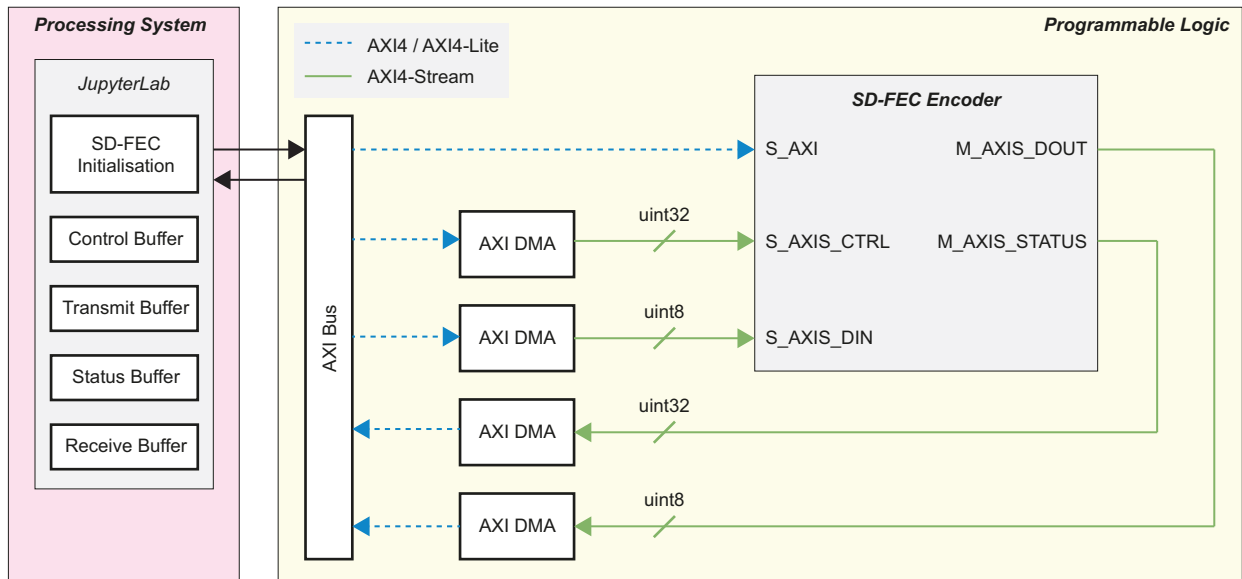 Processing System
JupyterLab
SD-FEC
Initialisation
Control Buffer
Transmit Buffer
Status Buffer
Receive Buffer
Programmable Logic
AXI4 / AXI4-Lite
AXI4-Stream
AXI Bus
SD-FEC Encoder
S_AXI
M_AXIS_DOUT
AXI DMA
uint32
S_AXIS_CTRL
M_AXIS_STATUS
AXI DMA
uint8
S_AXIS_DIN
AXI DMA
uint32
AXI DMA
uint8